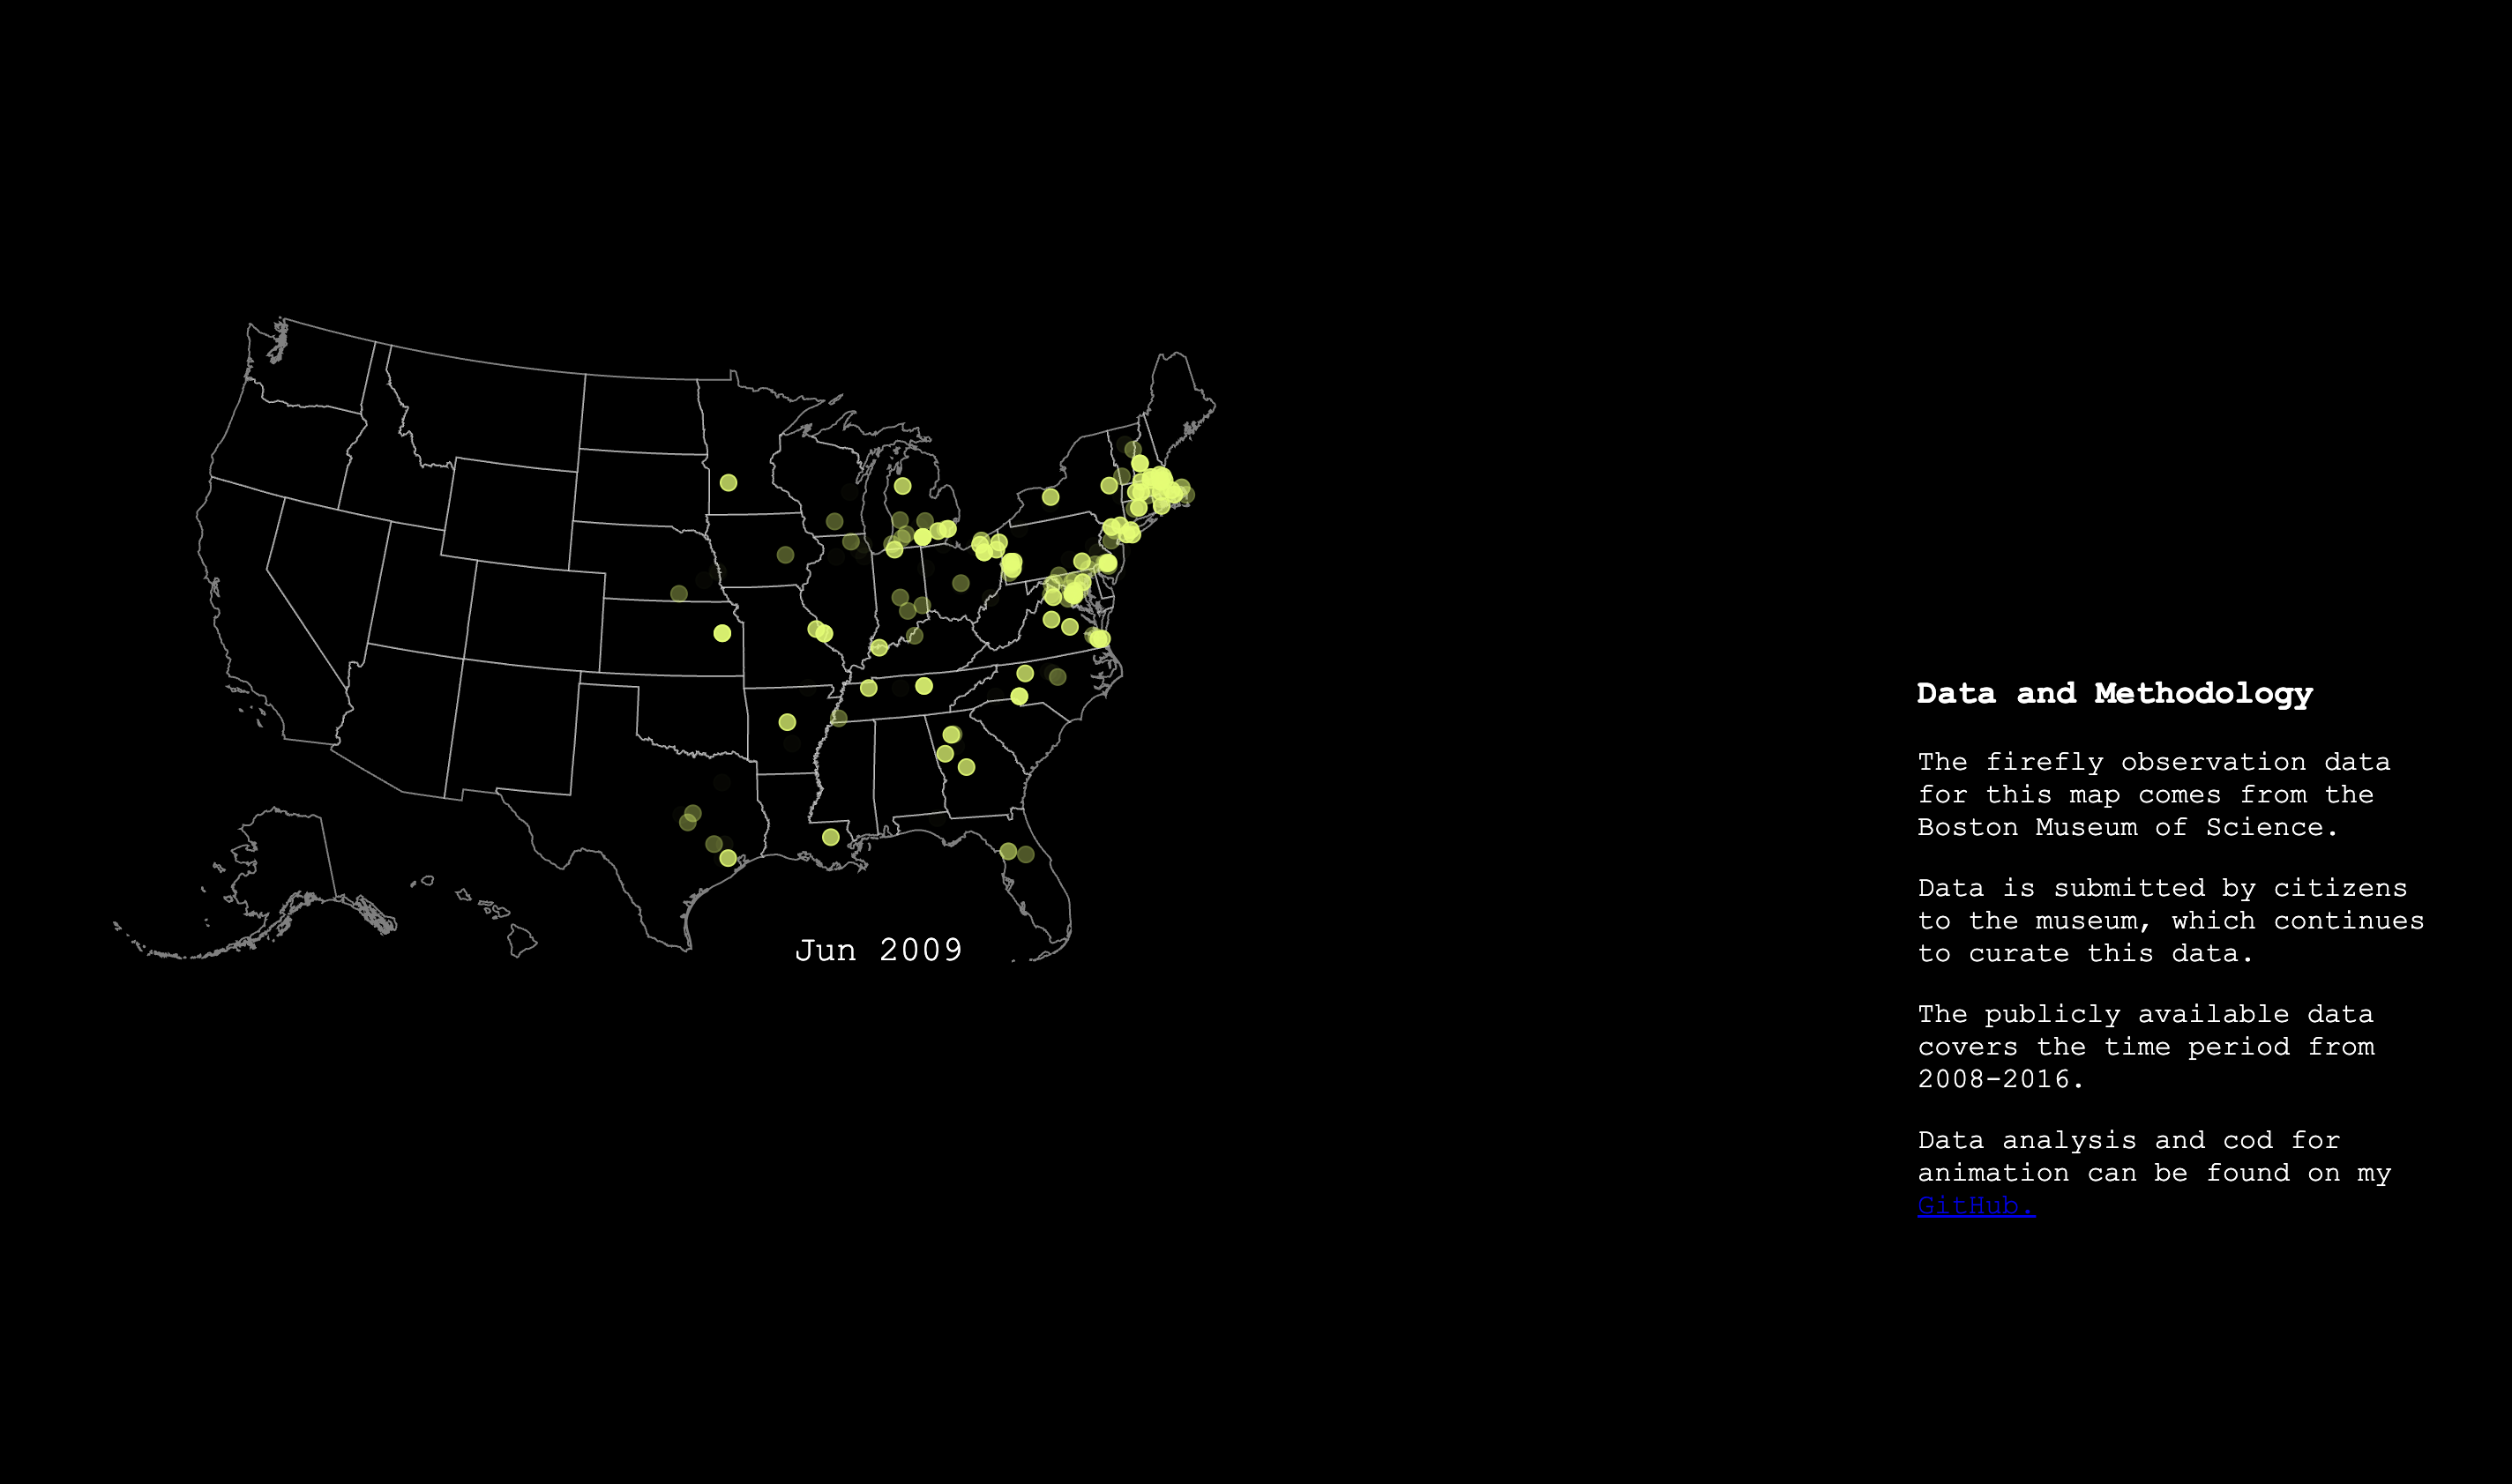 Jun 2009
Data and Methodology
The firefly observation data
for this map comes from the
Boston Museum of Science.
Data is submitted by citizens
to the museum, which continues
to curate this data.
The publicly available data
covers the time period from
2008-2016.
Data analysis and cod for
animation can be found on my
GitHub.